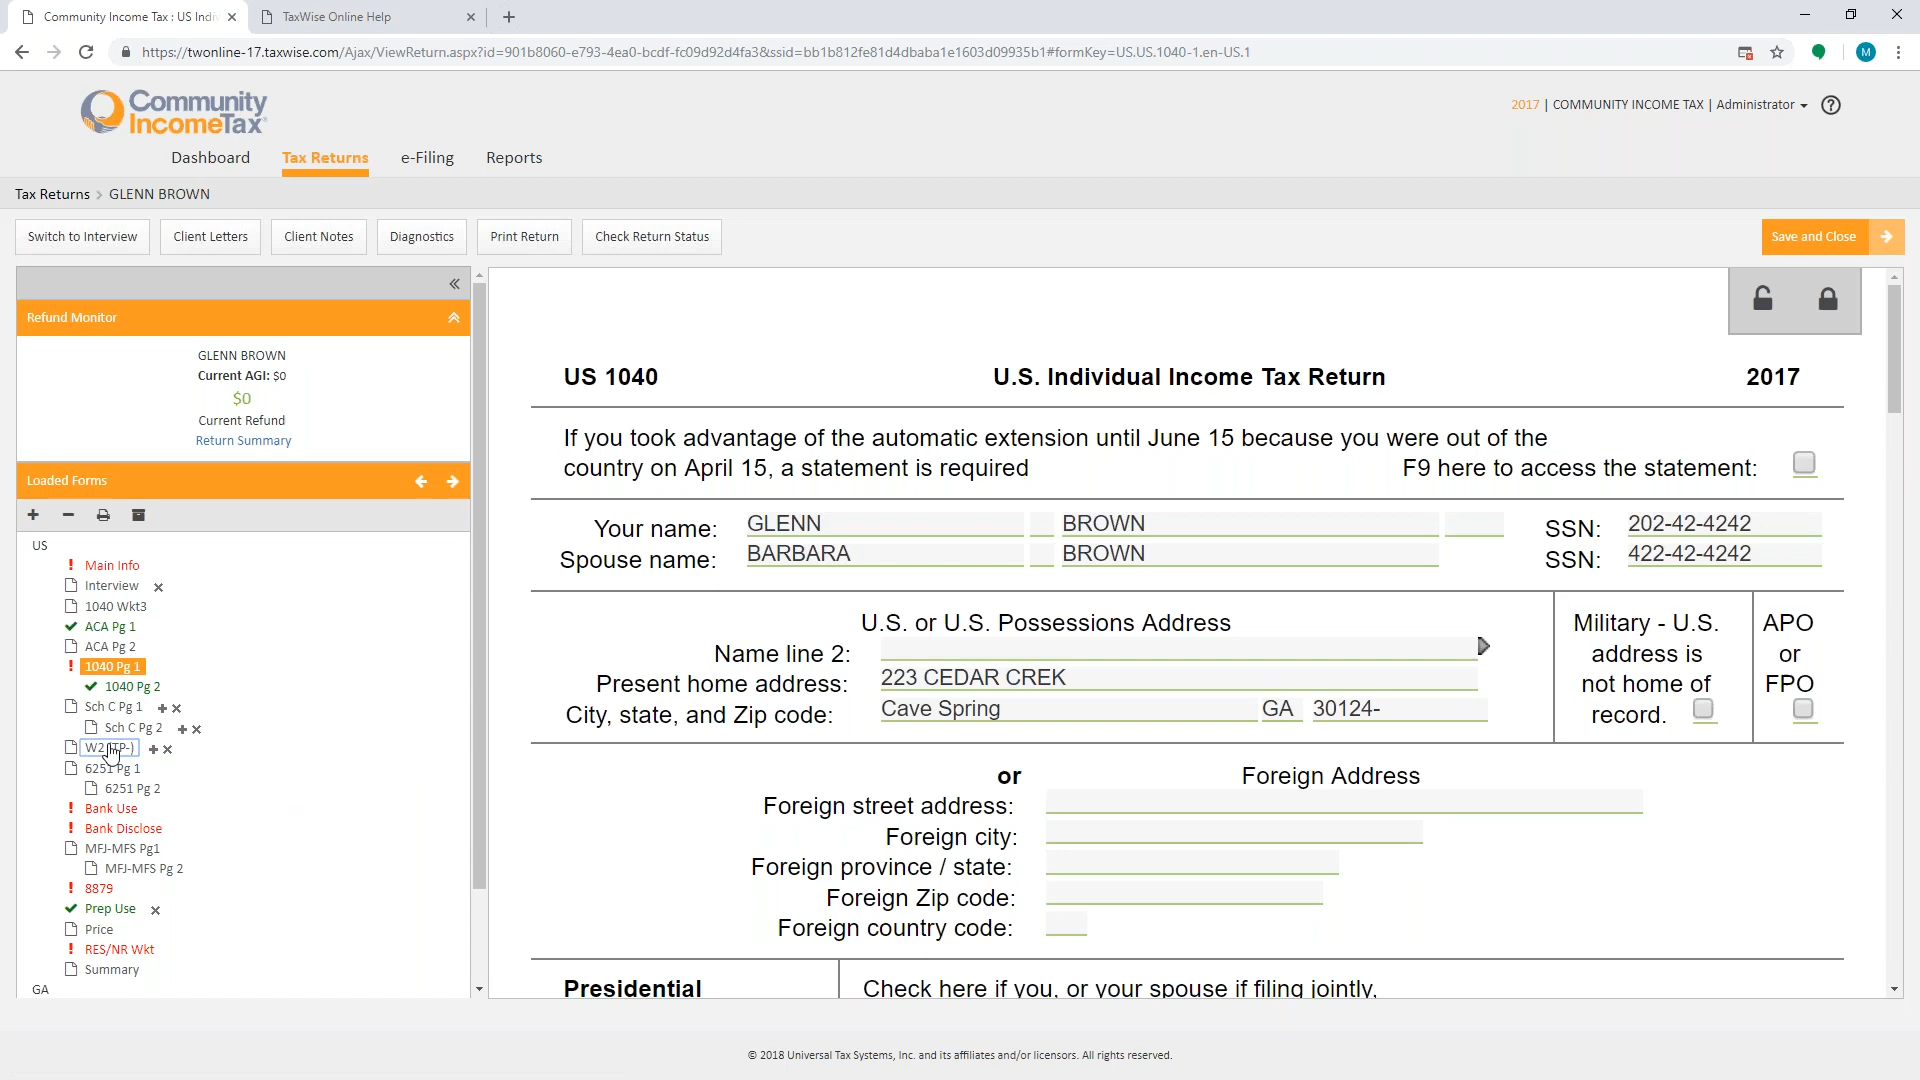 Community Income Tax : US Indi
TaxWise Online Help
https://twonline-17.taxwise.com/Ajax/ViewReturn.aspx?id=901b8060-e793-4ea0-bcdf-fc09d92d4fa3&ssid=bb1b812fe81d4dbaba1e1603d09935b1#formKey=US.US.1040-1.en-US.1
M
Community
IncomeTax
2017 | COMMUNITY INCOME TAX | Administrator
Dashboard Tax Returns e-Filing Reports
Tax Returns > GLENN BROWN
Switch to Interview Client Letters Client Notes Diagnostics Print Return Check Return Status Save and Close
Refund Monitor
GLENN BROWN
Current AGI: $0
$0
Current Refund
Return Summary
Loaded Forms
US
Main Info
Interview
1040 Wkt3
ACA Pg 1
ACA Pg 2
1040 Pg 1
1040 Pg 2
Sch C Pg 1
Sch C Pg 2
W2 (TP-)
6251 Pg 1
6251 Pg 2
Bank Use
Bank Disclose
MFJ-MFS Pg1
MFJ-MFS Pg 2
8879
Prep Use
Price
RES/NR Wkt
Summary
GA
US 1040 U.S. Individual Income Tax Return 2017
If you took advantage of the automatic extension until June 15 because you were out of the
country on April 15, a statement is required F9 here to access the statement:
Your name: GLENN BROWN SSN: 202-42-4242
Spouse name: BARBARA BROWN SSN: 422-42-4242
U.S. or U.S. Possessions Address
Name line 2:
Present home address: 223 CEDAR CREK
City, state, and Zip code: Cave Spring GA 30124-
Military - U.S.
address is
not home of
record.
APO
or
FPO
or Foreign Address
Foreign street address:
Foreign city:
Foreign province / state:
Foreign Zip code:
Foreign country code:
Presidential Check here if you, or your spouse if filing jointly,
© 2018 Universal Tax Systems, Inc. and its affiliates and/or licensors. All rights reserved.